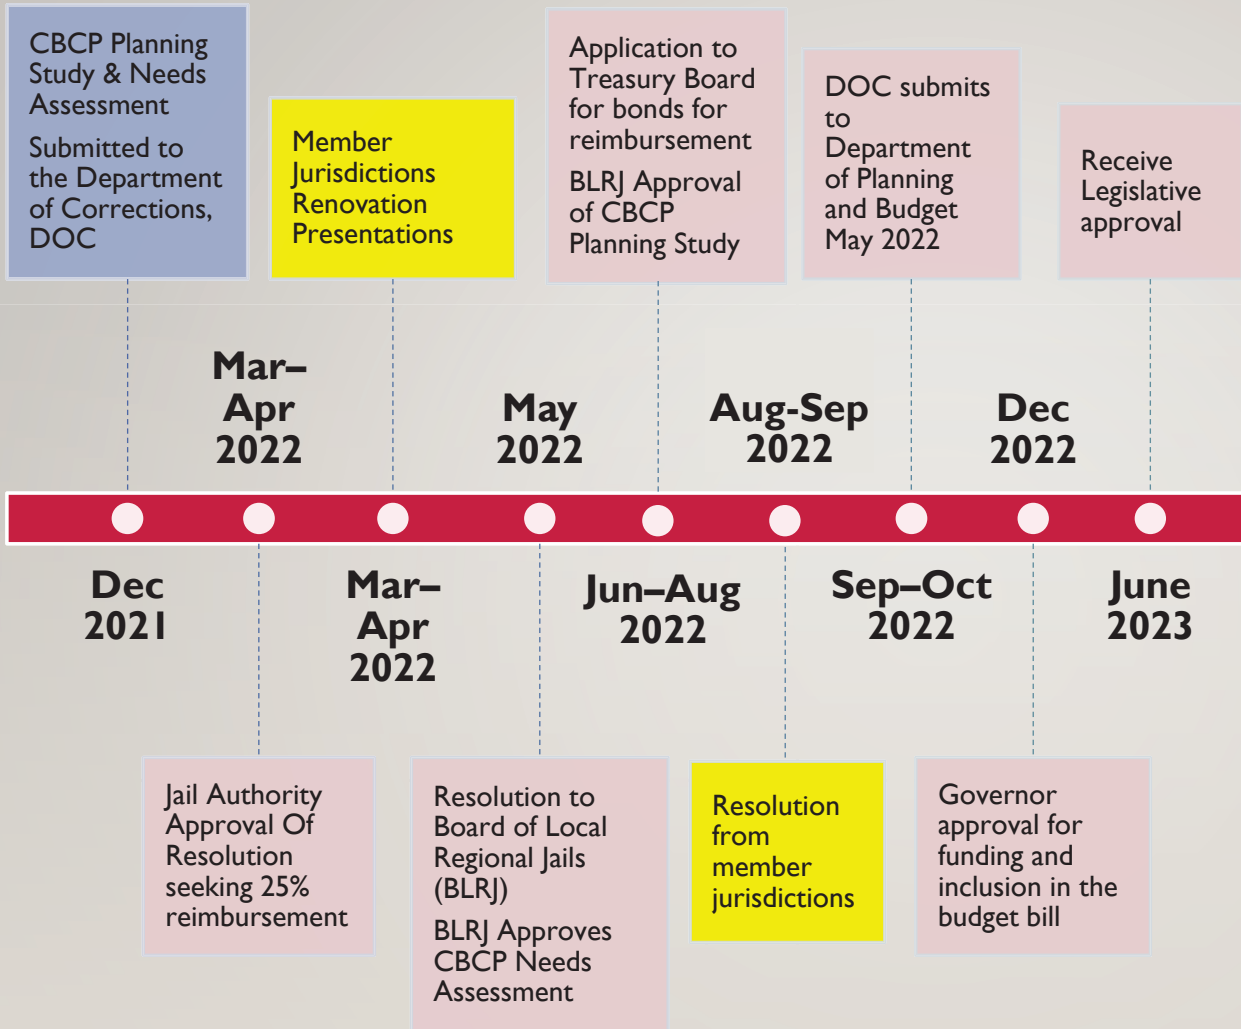 CBCP Planning
Study & Needs
Assessment
Submitted to
the Department
of Corrections,
DOC
Member
Jurisdictions
Renovation
Presentations
Application to
Treasury Board
for bonds for
reimbursement
BLRJ Approval
of CBCP
Planning Study
DOC submits
to
Department
of Planning
and Budget
May 2022
Receive
Legislative
approval
Mar–
Apr
2022
May
2022
Aug-Sep
2022
Dec
2022
Dec
2021
Mar–
Apr
2022
Jun–Aug
2022
Sep–Oct
2022
June
2023
Jail Authority
Approval Of
Resolution
seeking 25%
reimbursement
Resolution to
Board of Local
Regional Jails
(BLRJ)
BLRJ Approves
CBCP Needs
Assessment
Resolution
from
member
jurisdictions
Governor
approval for
funding and
inclusion in the
budget bill